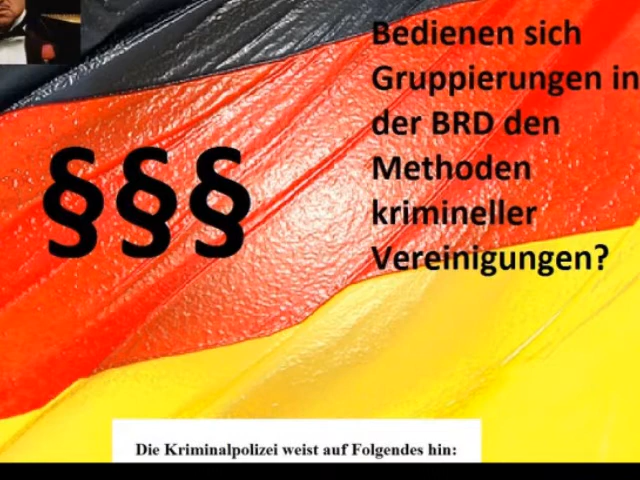 Bedienen sich
Gruppierungen in
der BRD den
Methoden
krimineller
Vereinigungen?
§§§
Die Kriminalpolizei weist auf Folgendes hin: